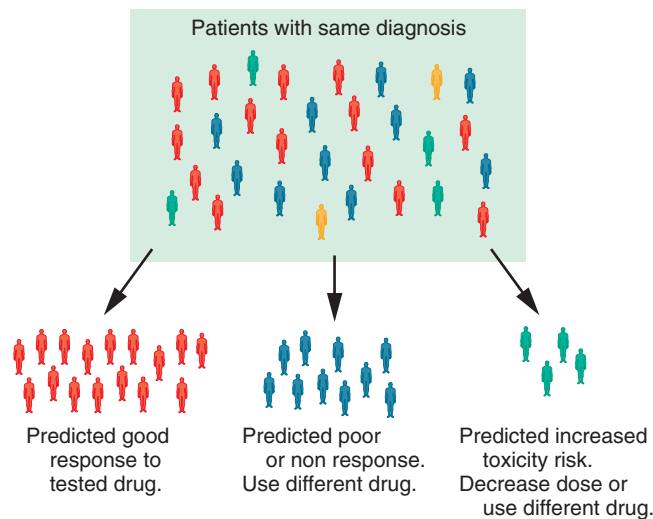 Patients with same diagnosis
Predicted good
response to
tested drug.
Predicted poor
or non response.
Use different drug.
Predicted increased
toxicity risk.
Decrease dose or
use different drug.